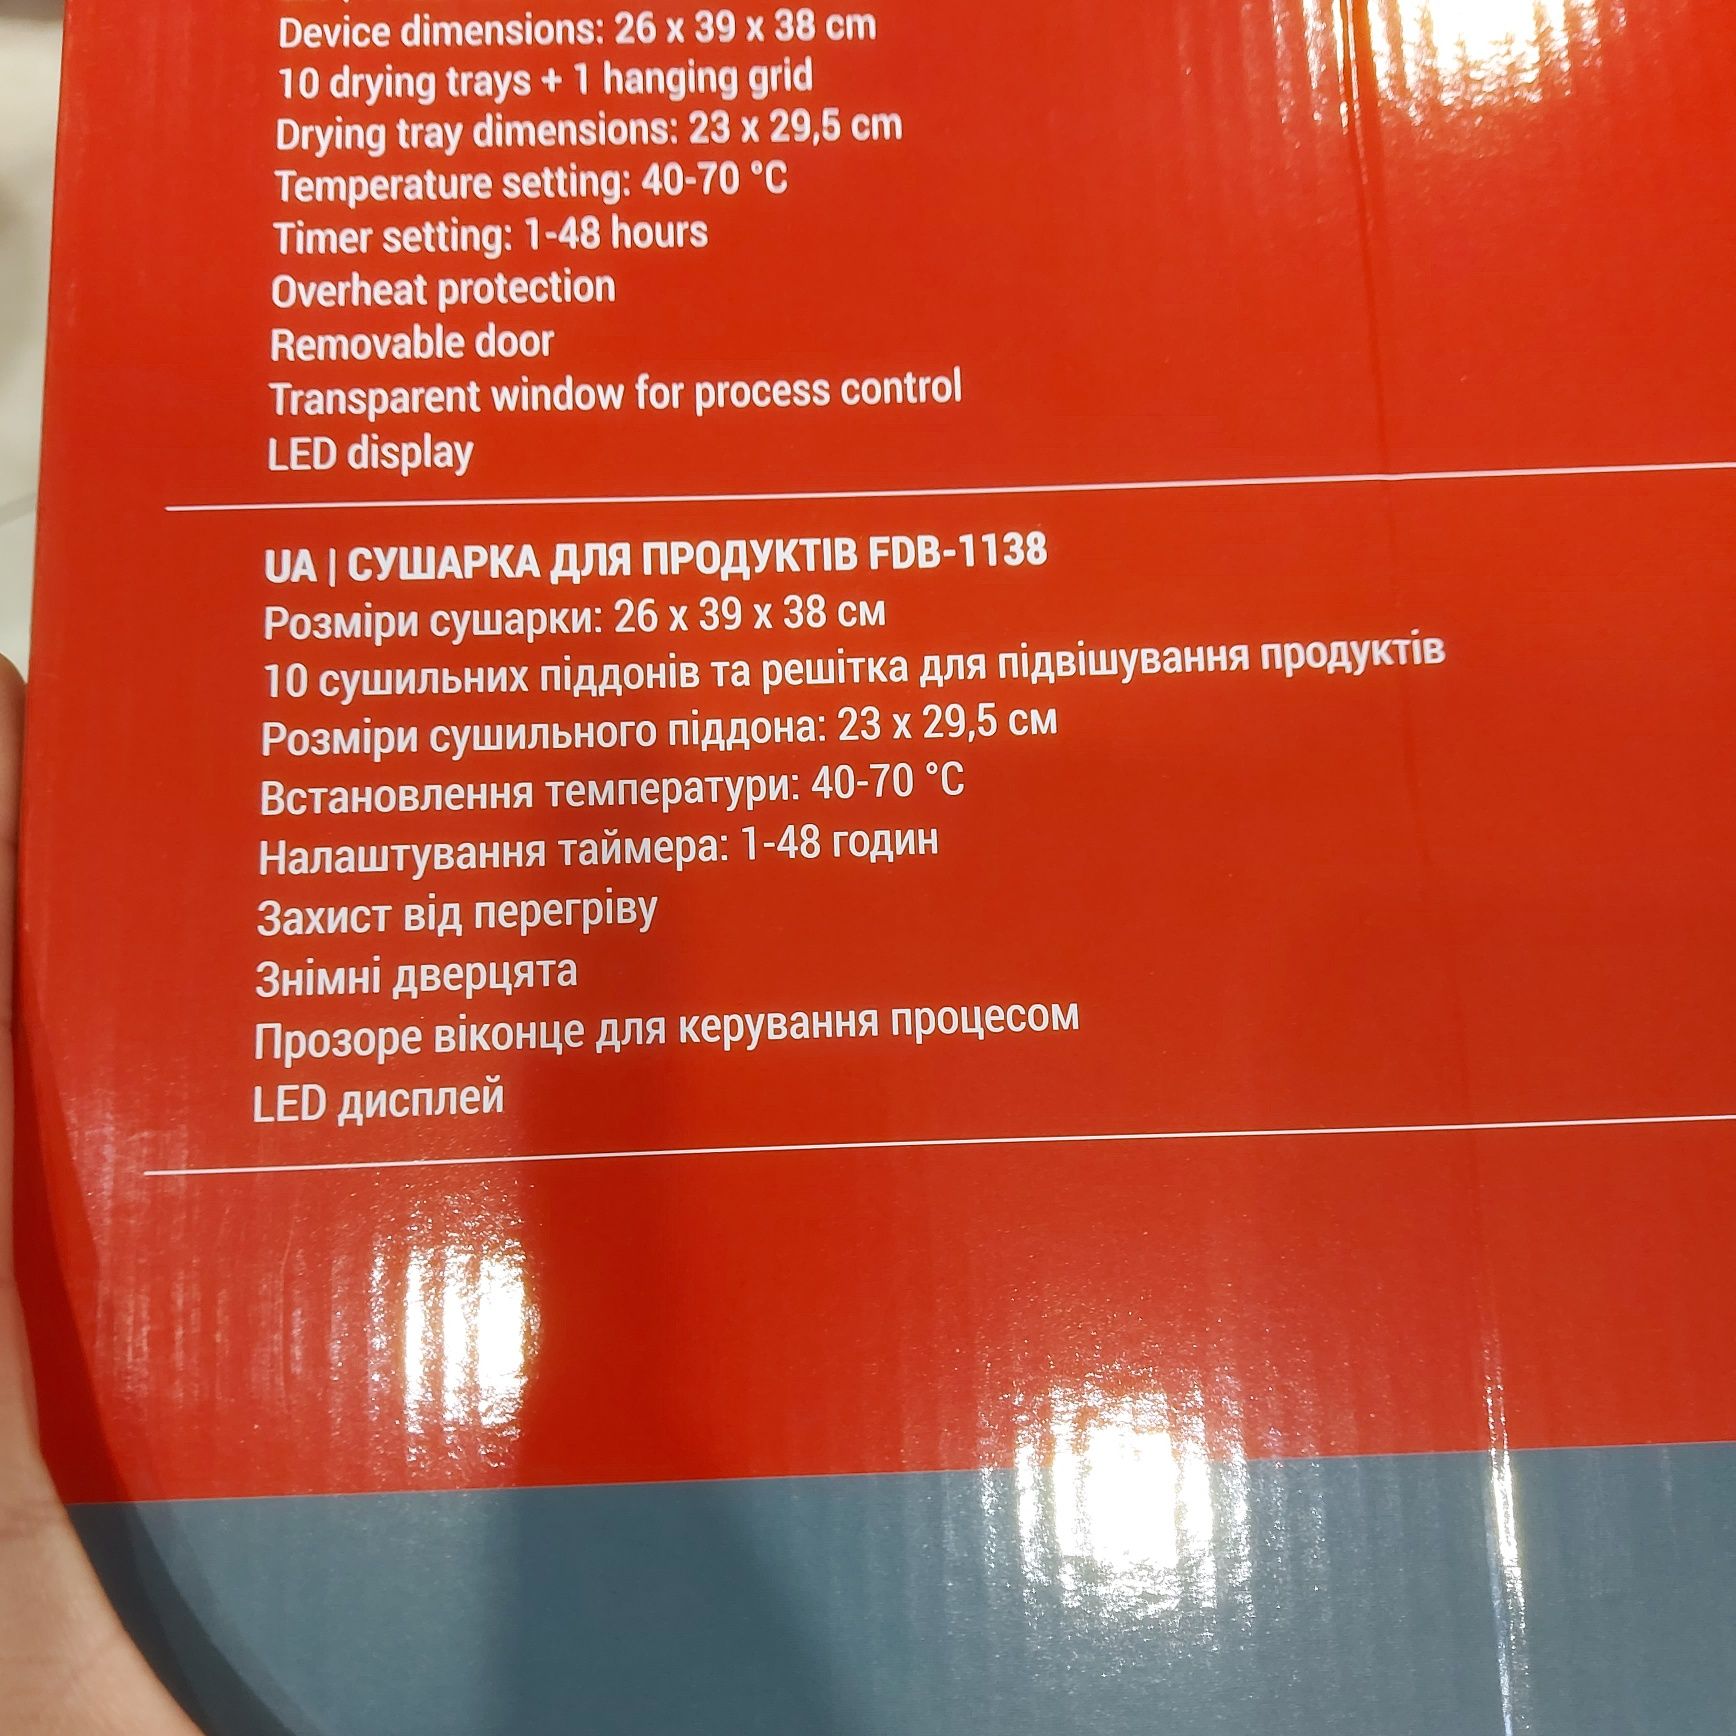 Device dimensions: 26 x 39 x 38 cm
10 drying trays + 1 hanging grid
Drying tray dimensions: 23 x 29,5 cm
Temperature setting: 40-70 °C
Timer setting: 1-48 hours
Overheat protection
Removable door
Transparent window for process control
LED display
UA | СУШАРКА ДЛЯ ПРОДУКТІВ FDB-1138
Розміри сушарки: 26 х 39 х 38 см
10 сушильних піддонів та решітка для підвішування продуктів
Розміри сушильного піддона: 23 х 29,5 см
Встановлення температури: 40-70 °C
Налаштування таймера: 1-48 годин
Захист від перегріву
Знімні дверцята
Прозоре віконце для керування процесом
LED дисплей